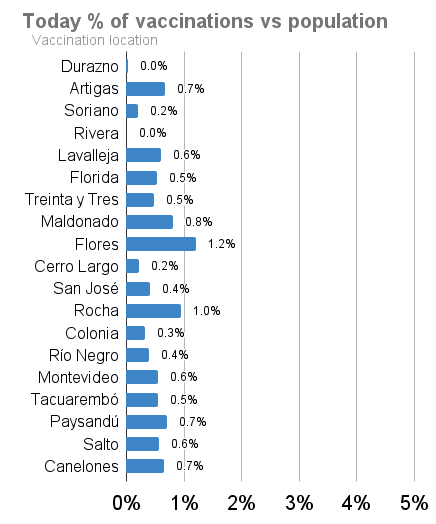 Today % of vaccinations vs population
Vaccination location
Durazno 0.0%
Artigas 0.7%
Soriano 0.2%
Rivera 0.0%
Lavalleja 0.6%
Florida 0.5%
Treinta y Tres 0.5%
Maldonado 0.8%
Flores 1.2%
Cerro Largo 0.2%
San José 0.4%
Rocha 1.0%
Colonia 0.3%
Río Negro 0.4%
Montevideo 0.6%
Tacuarembó 0.5%
Paysandú 0.7%
Salto 0.6%
Canelones 0.7%
0% 1% 2% 3% 4% 5%